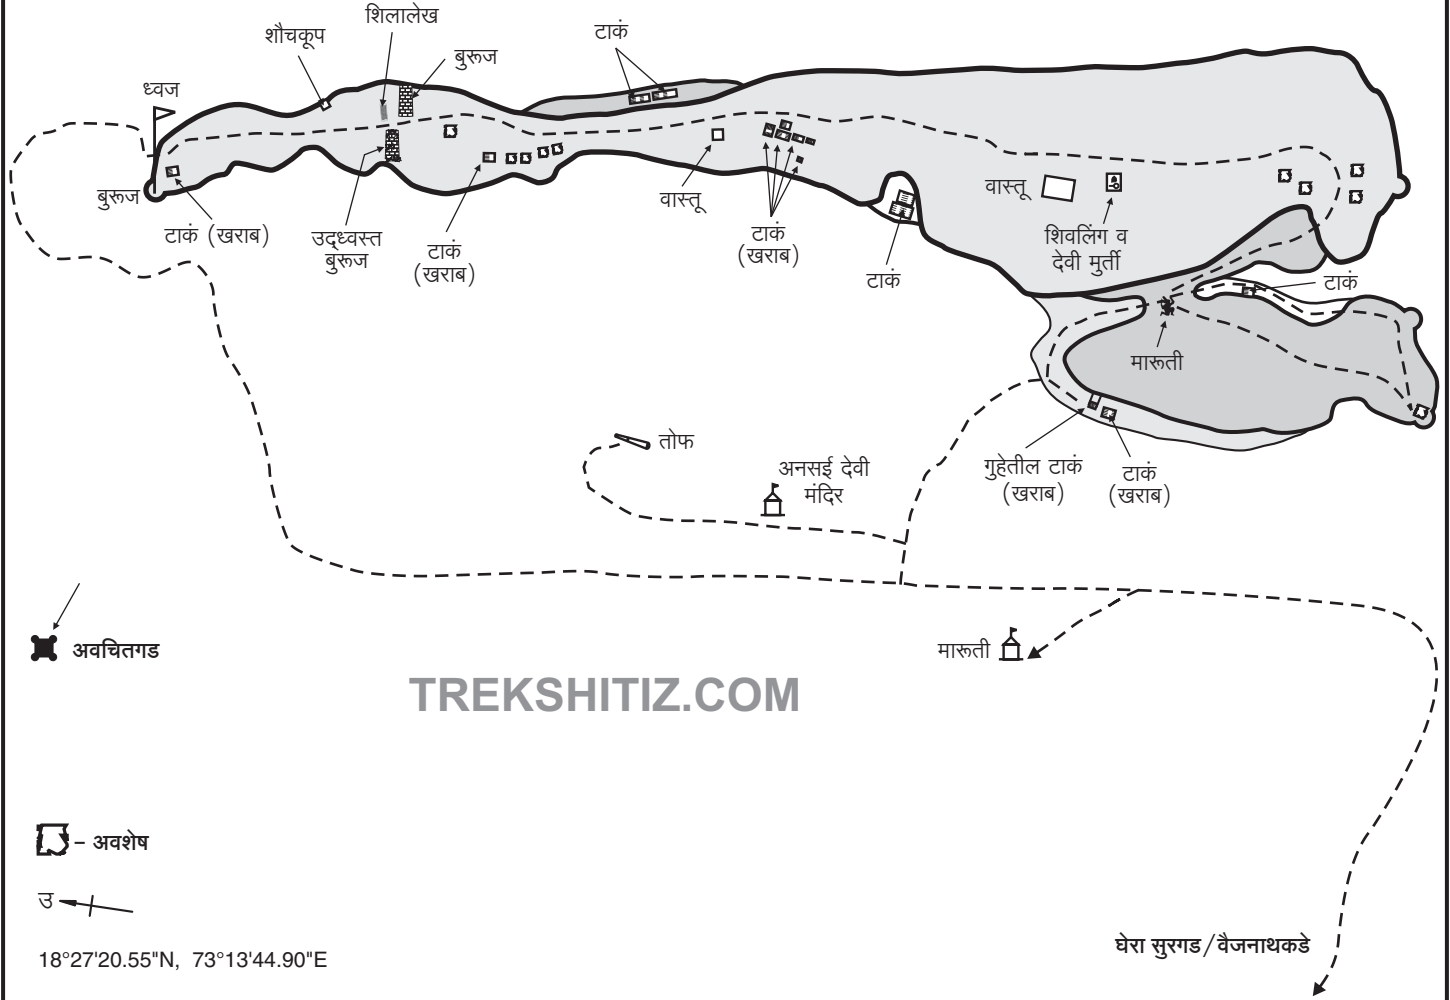 शिलालेख
शौचकूप
टाकं
बुरूज
ध्वज
बुरूज
टाकं (खराब)
उद्ध्वस्त
बुरूज
टाकं
(खराब)
वास्तू
टाकं
(खराब)
टाकं
वास्तू
शिवलिंग व
देवी मुर्ती
टाकं
मारूती
तोफ
अनसई देवी
मंदिर
गुहेतील टाकं
(खराब)
टाकं
(खराब)
अवचितगड
मारूती
TREKSHITIZ.COM
– अवशेष
उ
घेरा सुरगड/वैजनाथकडे
18°27'20.55"N, 73°13'44.90"E